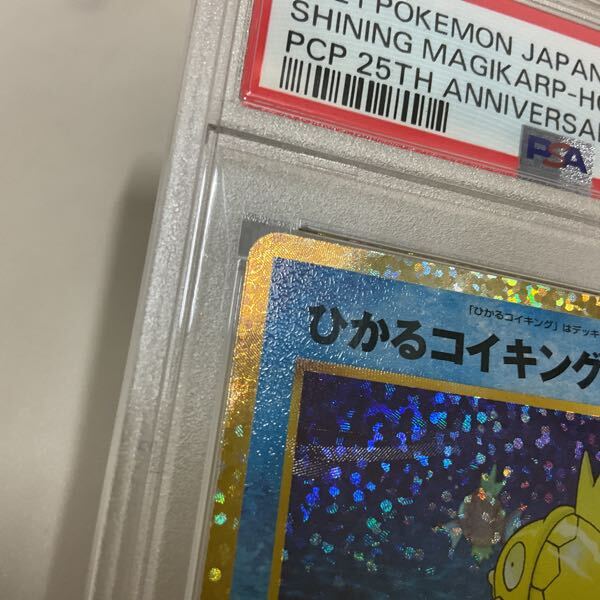 POKEMON JAPAN
SHINING MAGIKARP-HO
PCP 25TH ANNIVERSA
PSA
「ひかるコイキング」はデッキ
ひかるコイキング